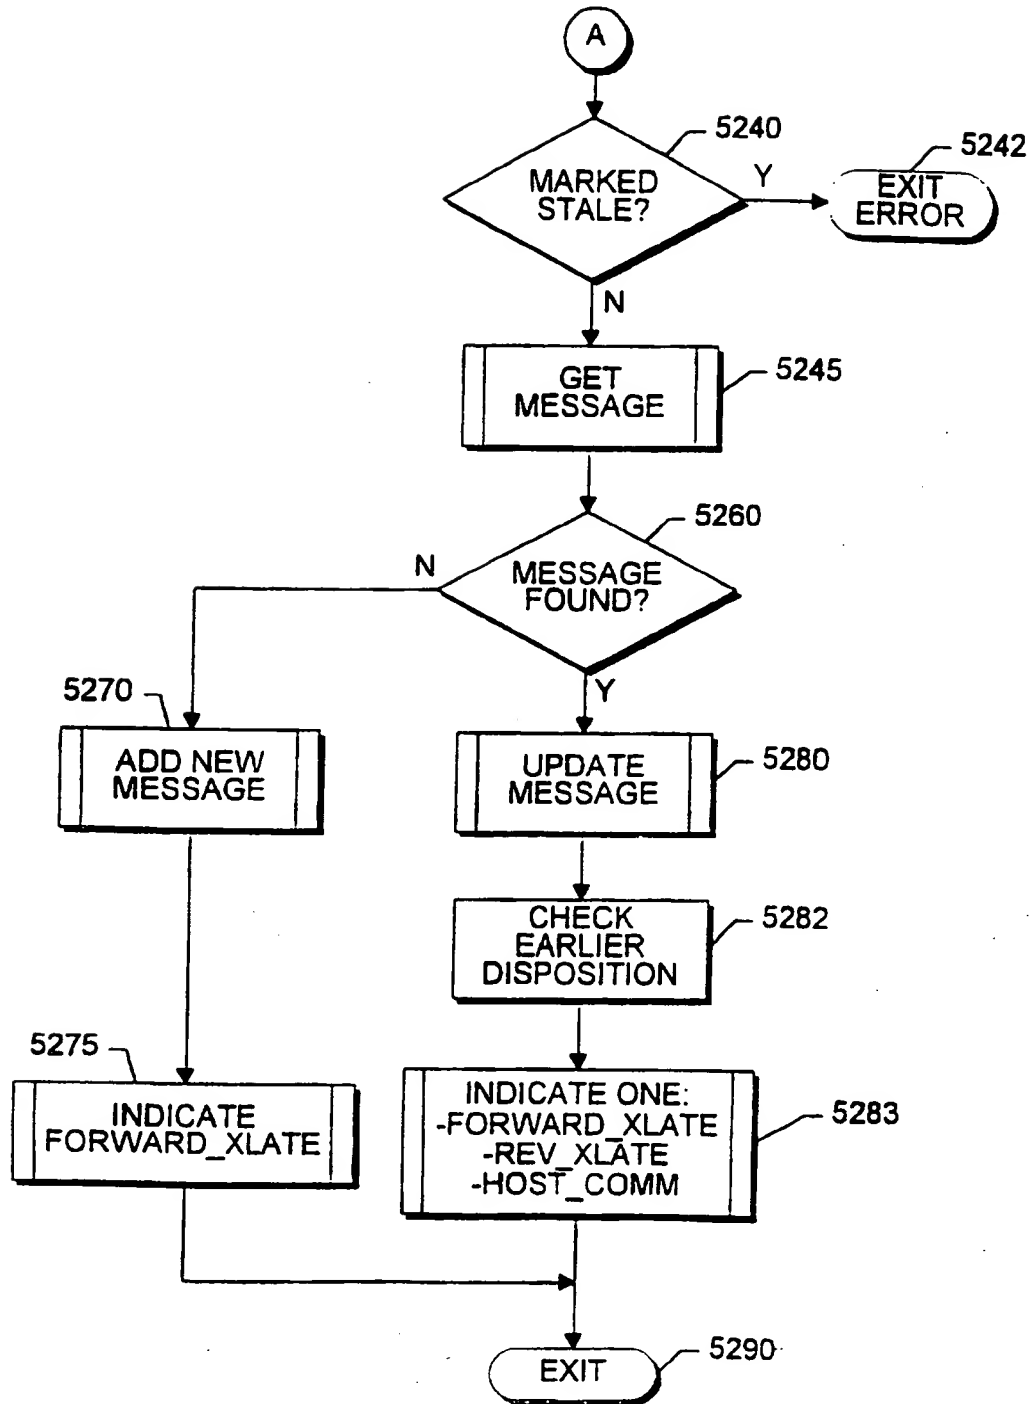 A
5240
MARKED
STALE?
Y
5242
EXIT
ERROR
N
GET
MESSAGE
5245
5260
MESSAGE
FOUND?
N
Y
5270
ADD NEW
MESSAGE
UPDATE
MESSAGE
5280
CHECK
EARLIER
DISPOSITION
5282
5275
INDICATE
FORWARD_XLATE
INDICATE ONE:
-FORWARD_XLATE
-REV_XLATE
-HOST_COMM
5283
EXIT
5290